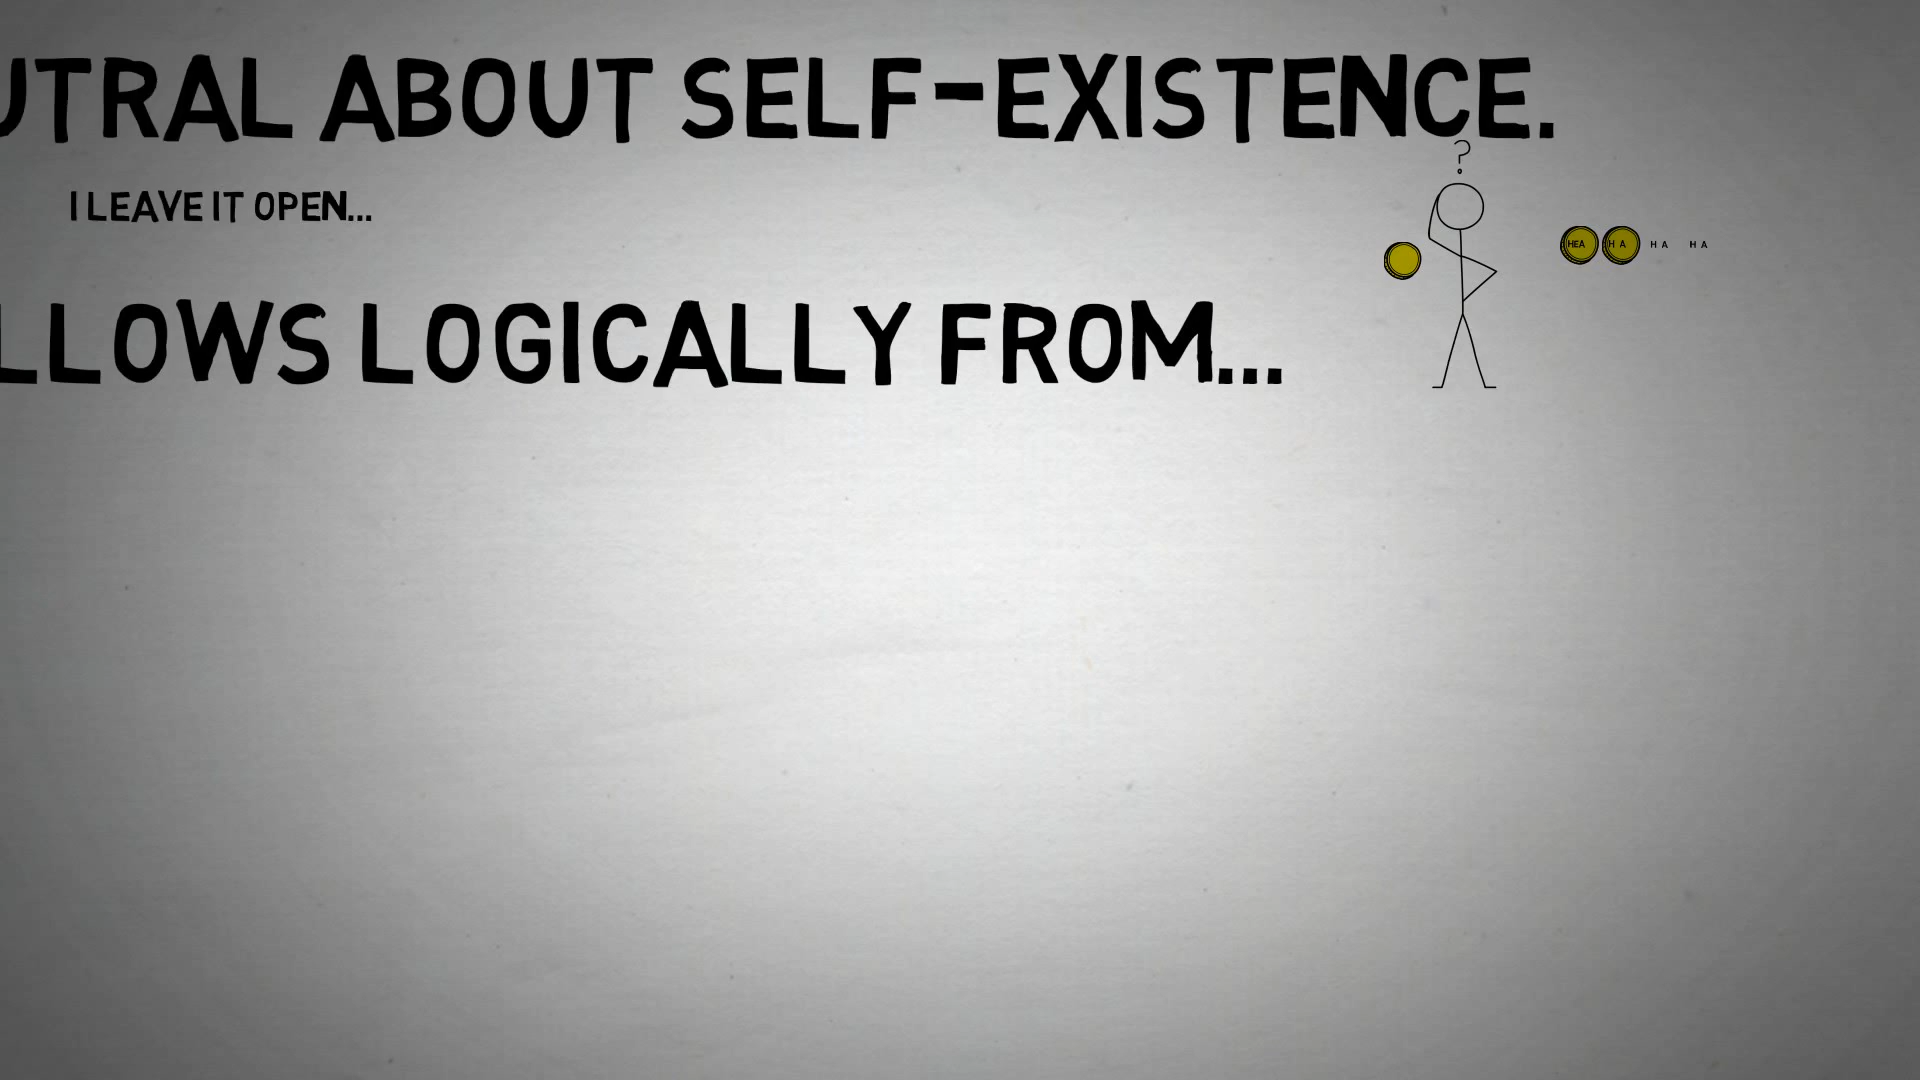 UTRAL ABOUT SELF-EXISTENCE.
?
I LEAVE IT OPEN...
HEA H A H A H A
LLOWS LOGICALLY FROM...